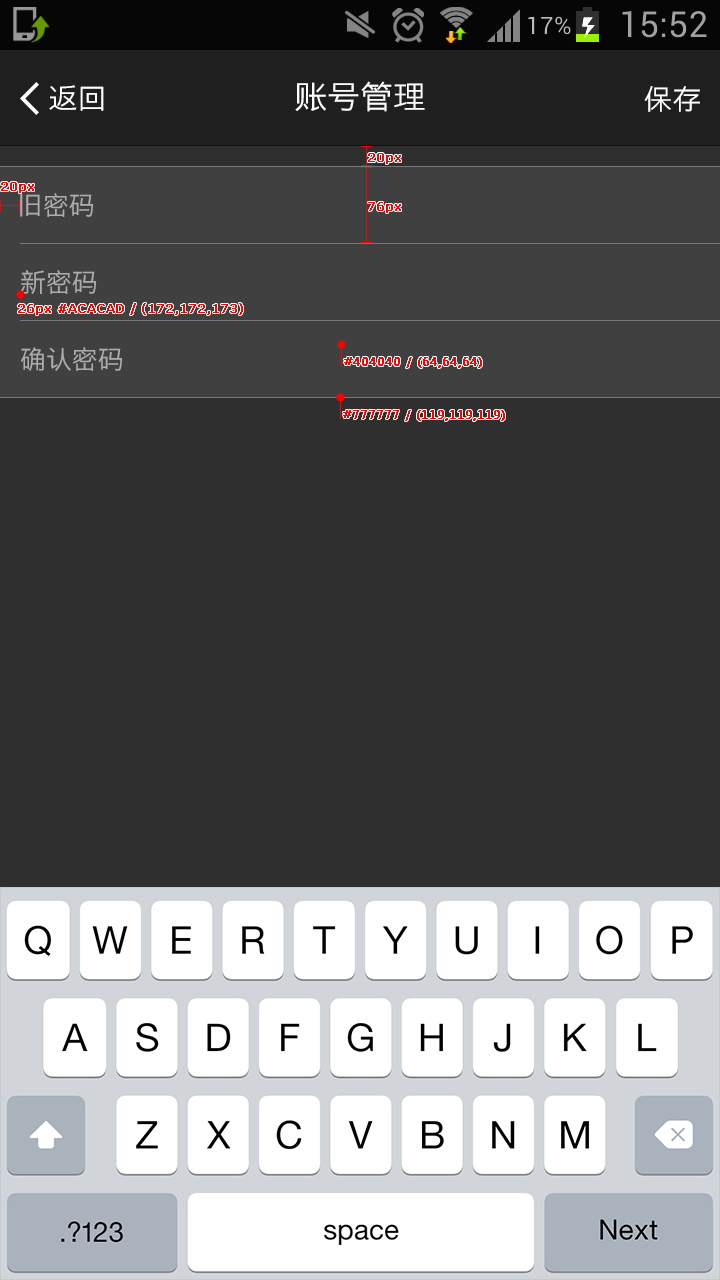 17% 15:52
返回 账号管理 保存
20px
20px
旧密码 76px
新密码
26px #ACACAD / (172,172,173)
确认密码
#404040 / (64,64,64)
#777777 / (119,119,119)
Q W E R T Y U I O P
A S D F G H J K L
Z X C V B N M
.?123 space Next